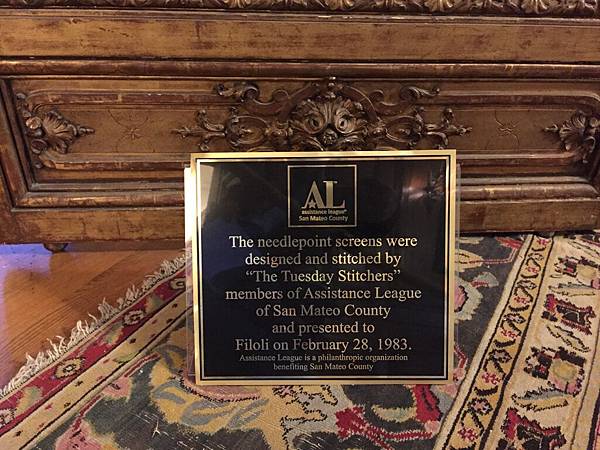 AL
assistance league®
San Mateo County
The needlepoint screens were
designed and stitched by
“The Tuesday Stitchers”
members of Assistance League
of San Mateo County
and presented to
Filoli on February 28, 1983.
Assistance League is a philanthropic organization
benefiting San Mateo County